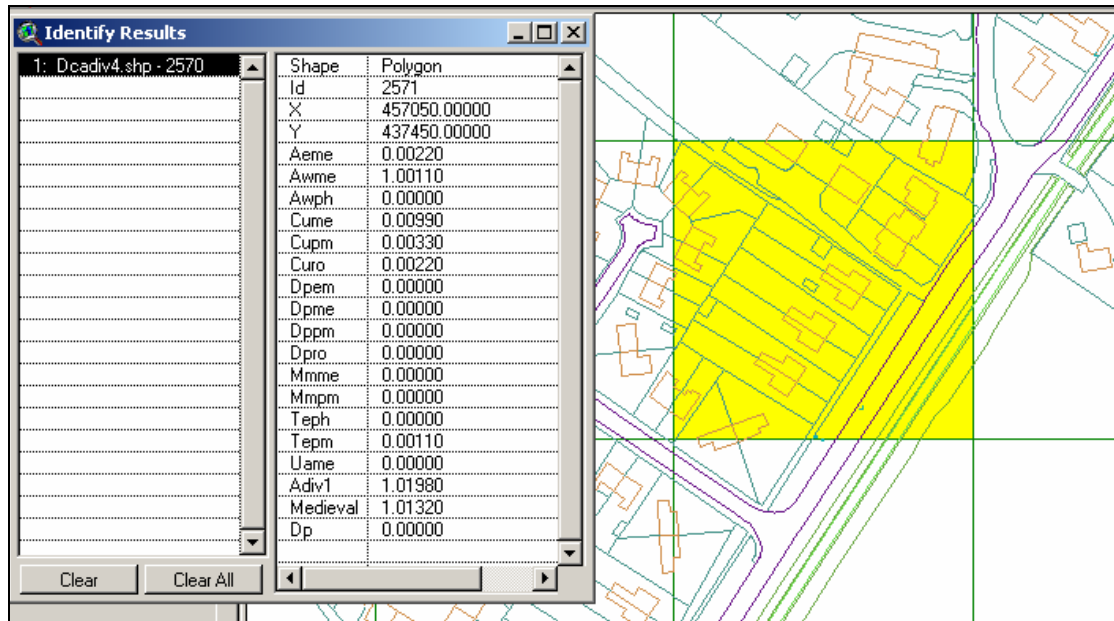 Identify Results
1: Dcadiv4.shp - 2570
Shape Polygon
Id 2571
X 457050.00000
Y 437450.00000
Aeme 0.00220
Awme 1.00110
Awph 0.00000
Cume 0.00990
Cupm 0.00330
Curo 0.00220
Dpem 0.00000
Dpme 0.00000
Dppm 0.00000
Dpro 0.00000
Mmme 0.00000
Mmpm 0.00000
Teph 0.00000
Tepm 0.00110
Uame 0.00000
Adiv1 1.01980
Medieval 1.01320
Dp 0.00000
Clear Clear All